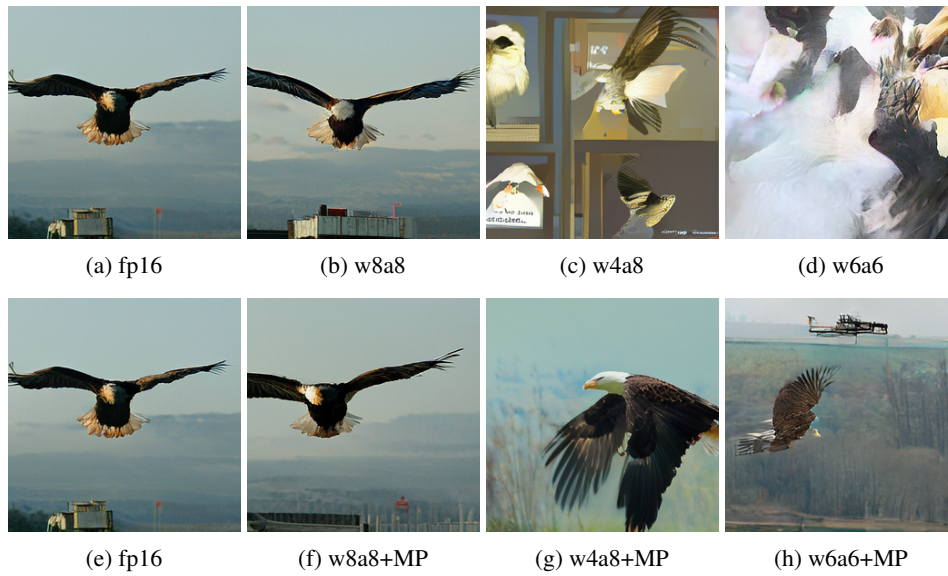 (a) fp16
(b) w8a8
(c) w4a8
(d) w6a6
(e) fp16
(f) w8a8+MP
(g) w4a8+MP
(h) w6a6+MP